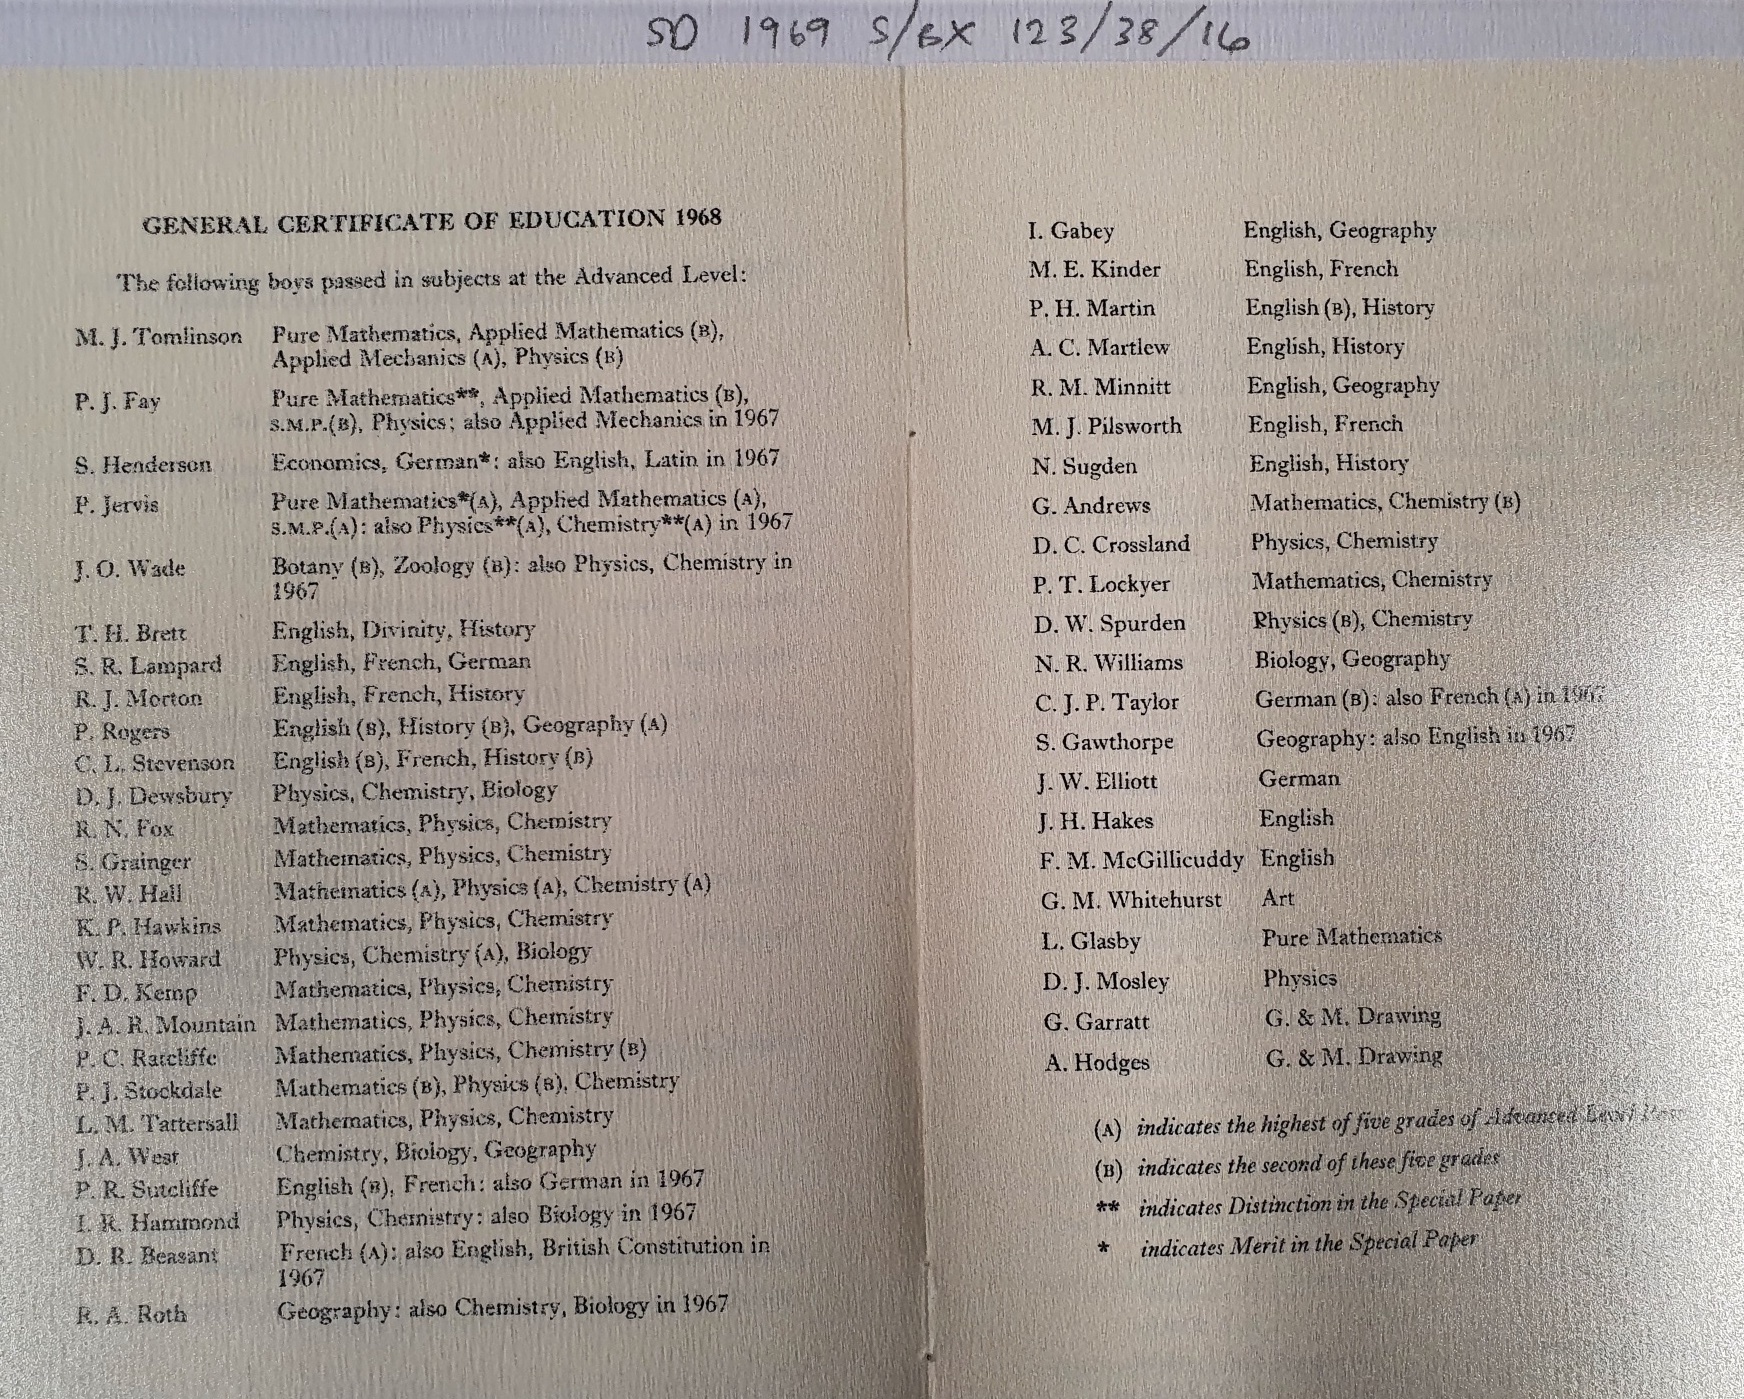 SD 1969 S/BX 123/38/16
GENERAL CERTIFICATE OF EDUCATION 1968
The following boys passed in subjects at the Advanced Level:
M. J. Tomlinson Pure Mathematics, Applied Mathematics (B),
Applied Mechanics (A), Physics (B)
P. J. Fay Pure Mathematics**, Applied Mathematics (B),
S.M.P.(B), Physics; also Applied Mechanics in 1967
S. Henderson Economics, German*: also English, Latin in 1967
P. Jervis Pure Mathematics*(A), Applied Mathematics (A),
S.M.P.(A): also Physics**(A), Chemistry**(A) in 1967
J. O. Wade Botany (B), Zoology (B): also Physics, Chemistry in
1967
T. H. Brett English, Divinity, History
S. R. Lampard English, French, German
R. J. Morton English, French, History
P. Rogers English (B), History (B), Geography (A)
C. L. Stevenson English (B), French, History (B)
D. J. Dewsbury Physics, Chemistry, Biology
R. N. Fox Mathematics, Physics, Chemistry
S. Grainger Mathematics, Physics, Chemistry
R. W. Hall Mathematics (A), Physics (A), Chemistry (A)
K. P. Hawkins Mathematics, Physics, Chemistry
W. R. Howard Physics, Chemistry (A), Biology
F. D. Kemp Mathematics, Physics, Chemistry
J. A. R. Mountain Mathematics, Physics, Chemistry
P. C. Ratcliffe Mathematics, Physics, Chemistry (B)
P. J. Stockdale Mathematics (B), Physics (B), Chemistry
L. M. Tattersall Mathematics, Physics, Chemistry
J. A. West Chemistry, Biology, Geography
P. R. Sutcliffe English (B), French: also German in 1967
I. R. Hammond Physics, Chemistry: also Biology in 1967
D. R. Beasant French (A): also English, British Constitution in
1967
R. A. Roth Geography: also Chemistry, Biology in 1967
I. Gabey English, Geography
M. E. Kinder English, French
P. H. Martin English (B), History
A. C. Martlew English, History
R. M. Minnitt English, Geography
M. J. Pilsworth English, French
N. Sugden English, History
G. Andrews Mathematics, Chemistry (B)
D. C. Crossland Physics, Chemistry
P. T. Lockyer Mathematics, Chemistry
D. W. Spurden Physics (B), Chemistry
N. R. Williams Biology, Geography
C. J. P. Taylor German (B): also French (A) in 1967
S. Gawthorpe Geography: also English in 1967
J. W. Elliott German
J. H. Hakes English
F. M. McGillicuddy English
G. M. Whitehurst Art
L. Glasby Pure Mathematics
D. J. Mosley Physics
G. Garratt G. & M. Drawing
A. Hodges G. & M. Drawing
(A) indicates the highest of five grades of Advanced Level
(B) indicates the second of these five grades
** indicates Distinction in the Special Paper
* indicates Merit in the Special Paper